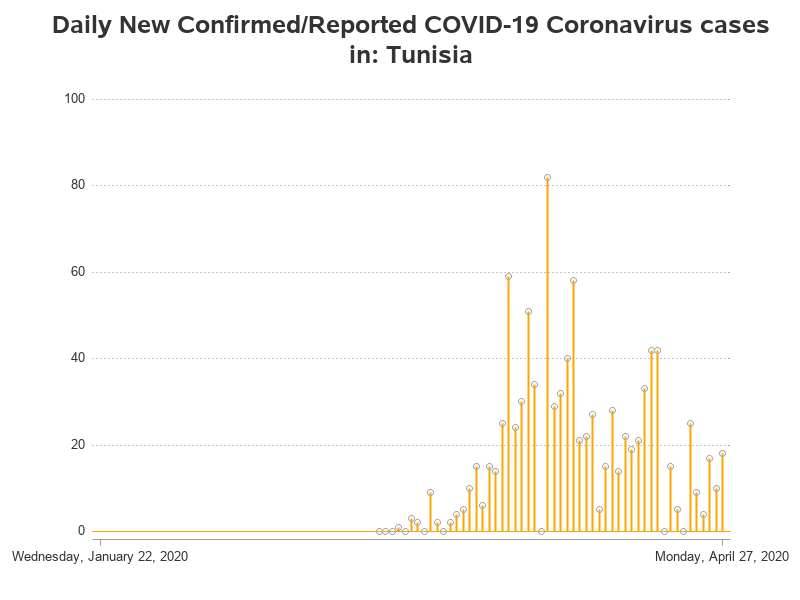 Daily New Confirmed/Reported COVID-19 Coronavirus cases
in: Tunisia
100
80
60
40
20
0
Wednesday, January 22, 2020
Monday, April 27, 2020